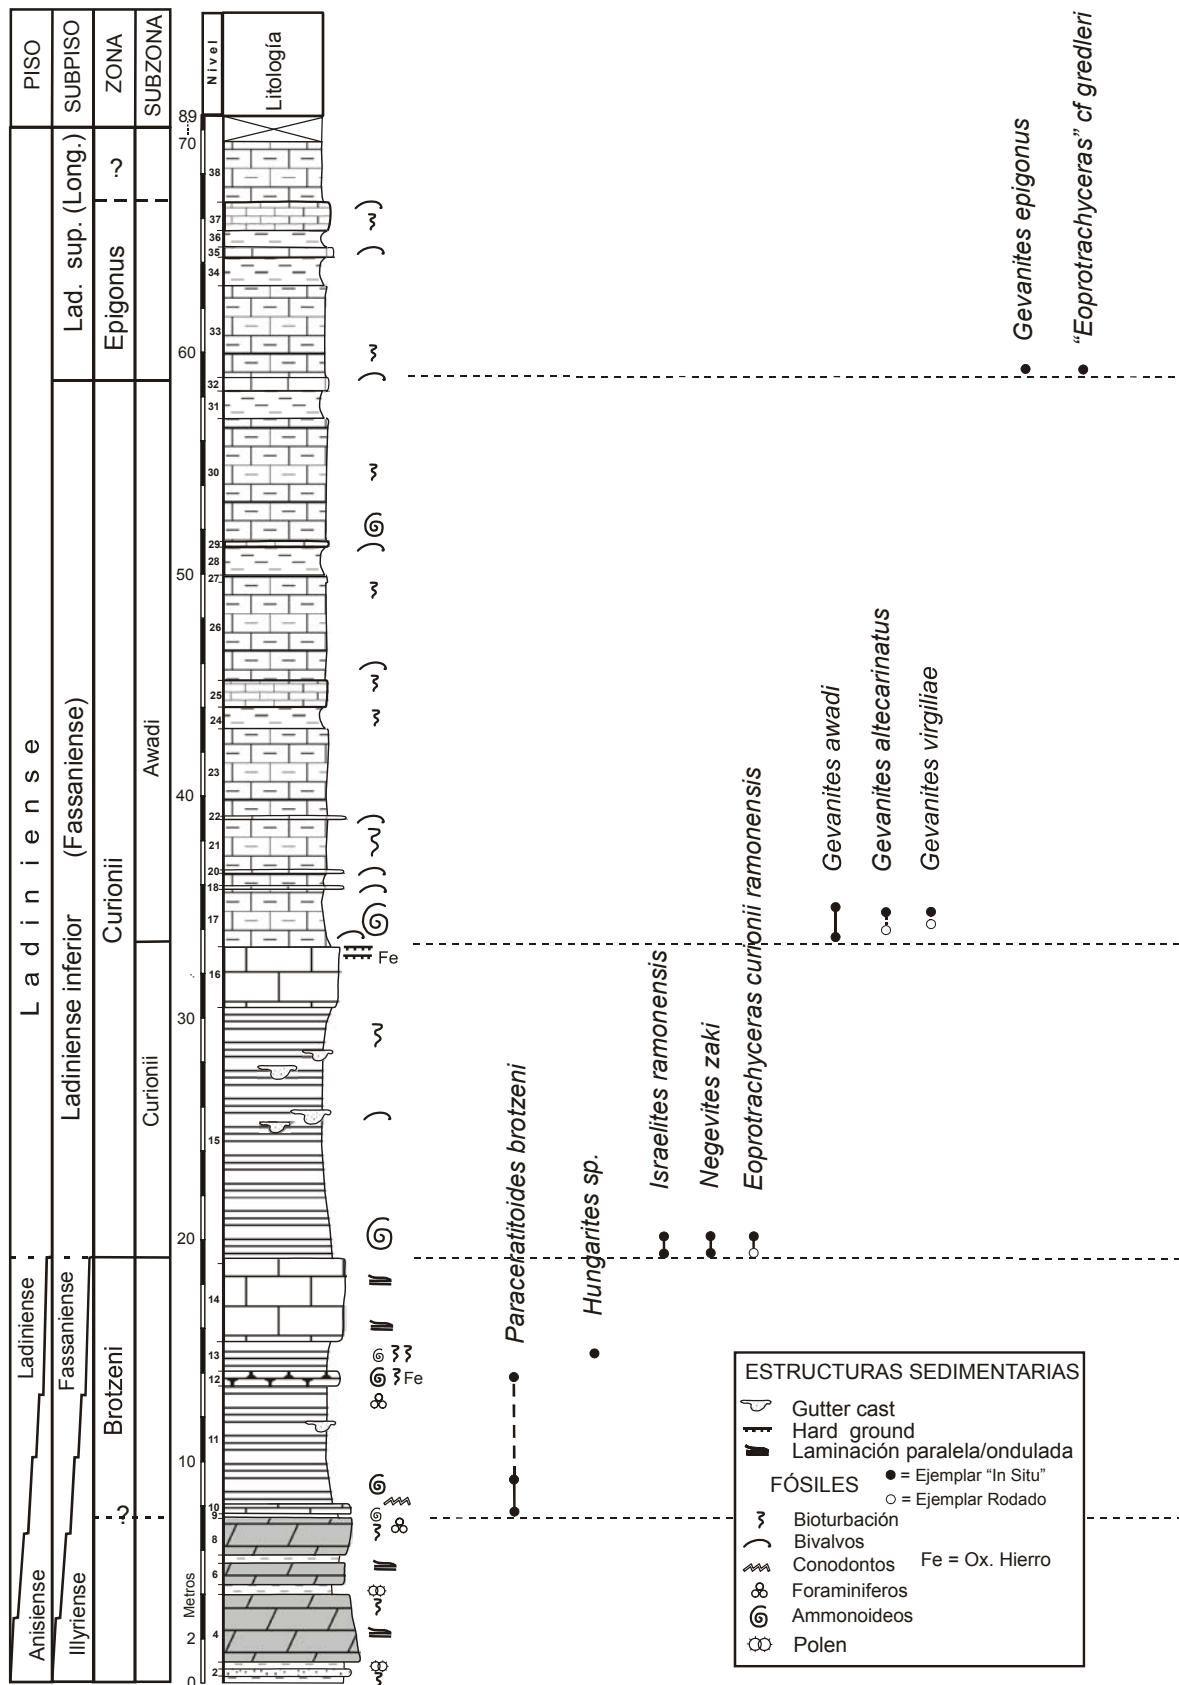 PISO
SUBPISO
ZONA
SUBZONA
Nivel
Litología
Ladiniense
Lad. sup. (Long.)
?
Epigonus
Ladiniense inferior (Fassaniense)
Curionii
Awadi
Curionii
Ladiniense
Fassaniense
Brotzeni
?
Anisiense
Illyriense
89
70
60
50
40
30
20
10
Metros
2
0
38
37
36
35
34
33
32
31
30
29
28
27
26
25
24
23
22
21
20
18
17
16
15
14
13
12
11
10
9
8
6
4
2
Fe
Fe
Paraceratitoides brotzeni
Hungarites sp.
Israelites ramonensis
Negevites zaki
Eoprotrachyceras curionii ramonensis
Gevanites awadi
Gevanites altecarinatus
Gevanites virgiliae
Gevanites epigonus
“Eoprotrachyceras” cf gredleri
ESTRUCTURAS SEDIMENTARIAS
Gutter cast
Hard ground
Laminación paralela/ondulada
FÓSILES
= Ejemplar “In Situ”
= Ejemplar Rodado
Bioturbación
Bivalvos
Conodontos
Fe = Ox. Hierro
Foraminiferos
Ammonoideos
Polen